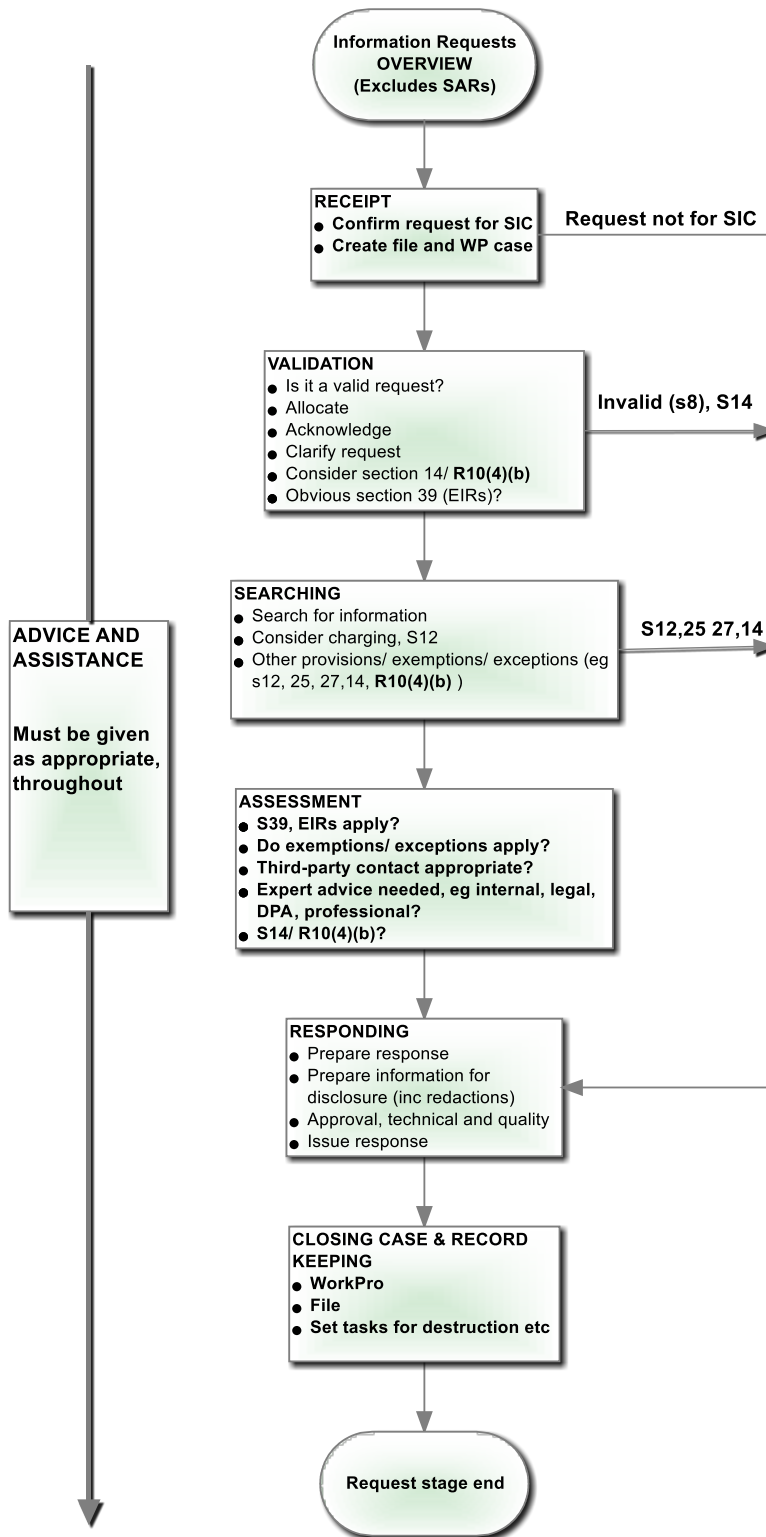 Information Requests
OVERVIEW
(Excludes SARs)
RECEIPT
● Confirm request for SIC
● Create file and WP case
Request not for SIC
VALIDATION
● Is it a valid request?
● Allocate
● Acknowledge
● Clarify request
● Consider section 14/ R10(4)(b)
● Obvious section 39 (EIRs)?
Invalid (s8), S14
SEARCHING
● Search for information
● Consider charging, S12
● Other provisions/ exemptions/ exceptions (eg
s12, 25, 27,14, R10(4)(b) )
S12,25 27,14
ADVICE AND
ASSISTANCE
Must be given
as appropriate,
throughout
ASSESSMENT
● S39, EIRs apply?
● Do exemptions/ exceptions apply?
● Third-party contact appropriate?
● Expert advice needed, eg internal, legal,
DPA, professional?
● S14/ R10(4)(b)?
RESPONDING
● Prepare response
● Prepare information for
disclosure (inc redactions)
● Approval, technical and quality
● Issue response
CLOSING CASE & RECORD
KEEPING
● WorkPro
● File
● Set tasks for destruction etc
Request stage end